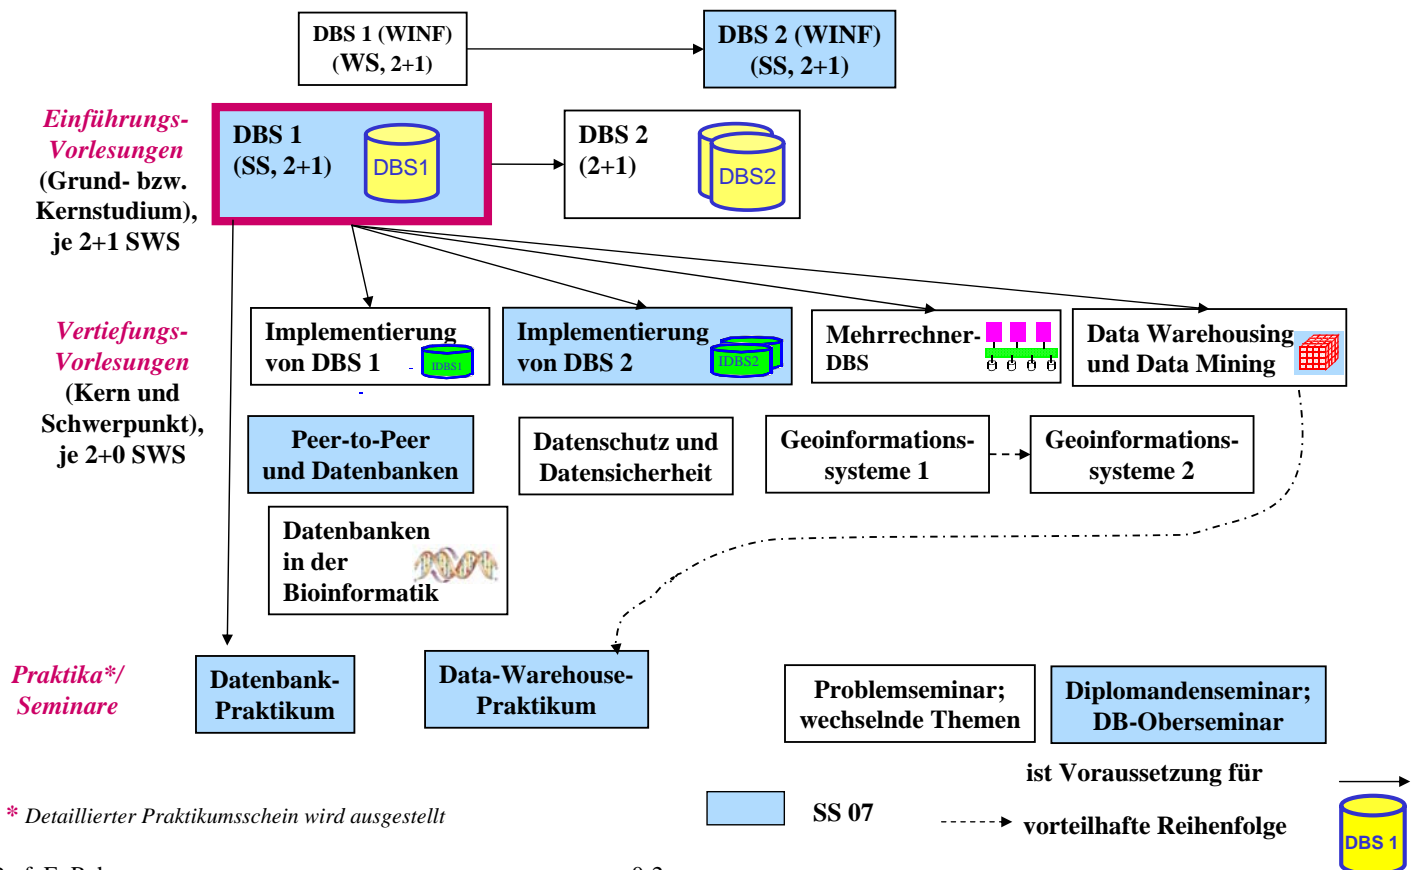 DBS 1 (WINF)
(WS, 2+1)
DBS 2 (WINF)
(SS, 2+1)
Einführungs-
Vorlesungen
(Grund- bzw.
Kernstudium),
je 2+1 SWS
DBS 1
(SS, 2+1)
DBS1
DBS 2
(2+1)
DBS2
Vertiefungs-
Vorlesungen
(Kern und
Schwerpunkt),
je 2+0 SWS
Implementierung
von DBS 1
IDBS1
Implementierung
von DBS 2
IDBS2
Mehrrechner-
DBS
Data Warehousing
und Data Mining
Peer-to-Peer
und Datenbanken
Datenschutz und
Datensicherheit
Geoinformations-
systeme 1
Geoinformations-
systeme 2
Datenbanken
in der
Bioinformatik
Praktika*/
Seminare
Datenbank-
Praktikum
Data-Warehouse-
Praktikum
Problemseminar;
wechselnde Themen
Diplomandenseminar;
DB-Oberseminar
ist Voraussetzung für
* Detaillierter Praktikumsschein wird ausgestellt
SS 07
vorteilhafte Reihenfolge
DBS 1